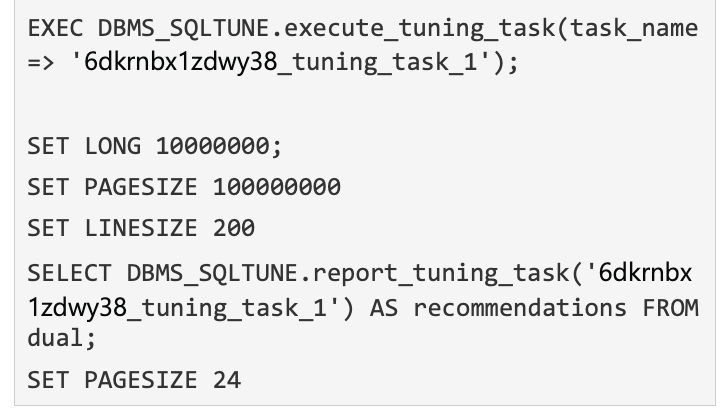 EXEC DBMS_SQLTUNE.execute_tuning_task(task_name
=> '6dkrnbx1zdwy38_tuning_task_1');
SET LONG 10000000;
SET PAGESIZE 100000000
SET LINESIZE 200
SELECT DBMS_SQLTUNE.report_tuning_task('6dkrnbx
1zdwy38_tuning_task_1') AS recommendations FROM
dual;
SET PAGESIZE 24